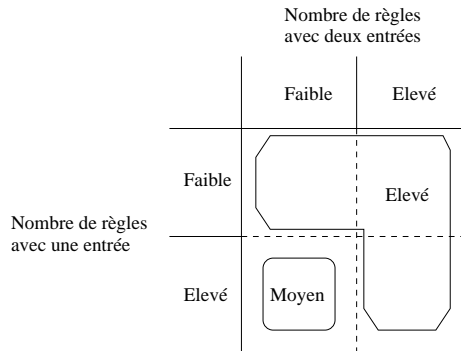 Nombre de règles
avec deux entrées
Faible
Elevé
Faible
Elevé
Nombre de règles
avec une entrée
Elevé
Moyen